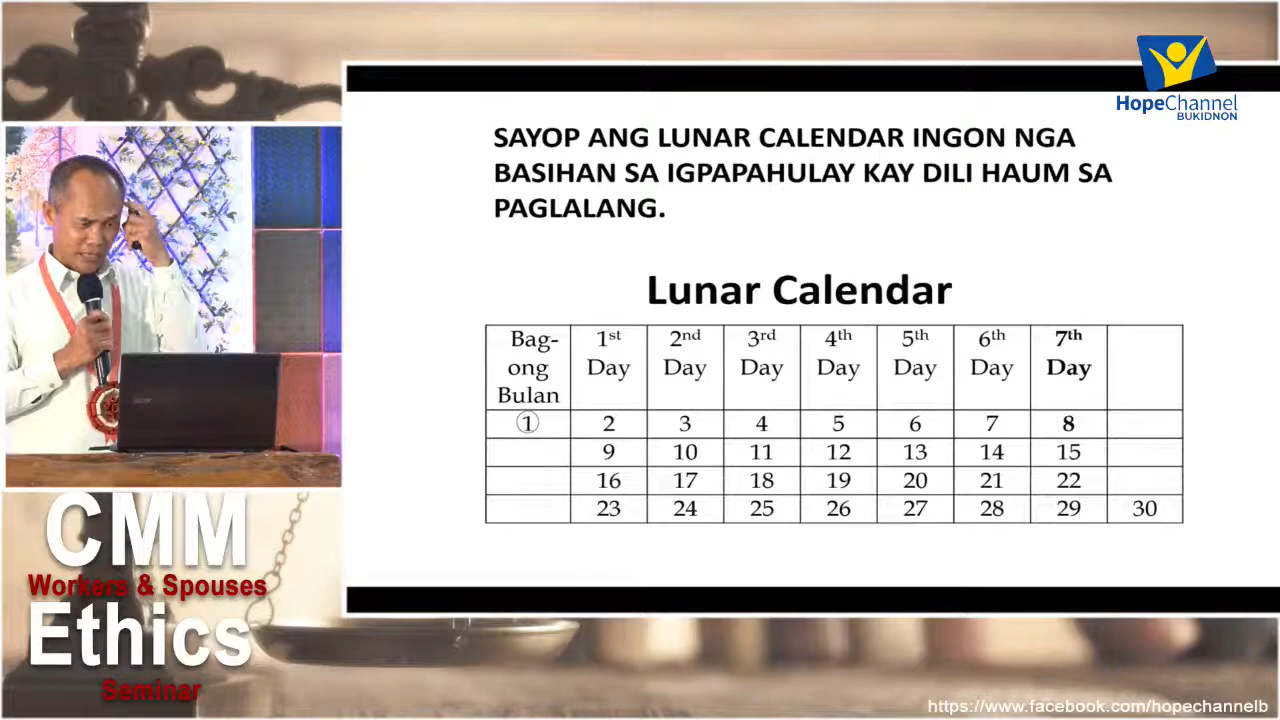 HopeChannel
BUKIDNON
SAYOP ANG LUNAR CALENDAR INGON NGA
BASIHAN SA IGPAPAHULAY KAY DILI HAUM SA
PAGLALANG.
Lunar Calendar
Bag-ong Bulan 1st Day 2nd Day 3rd Day 4th Day 5th Day 6th Day 7th Day
① 2 3 4 5 6 7 8
9 10 11 12 13 14 15
16 17 18 19 20 21 22
23 24 25 26 27 28 29 30
CMM
Workers & Spouses
Ethics
Seminar
https://www.facebook.com/hopechannelb